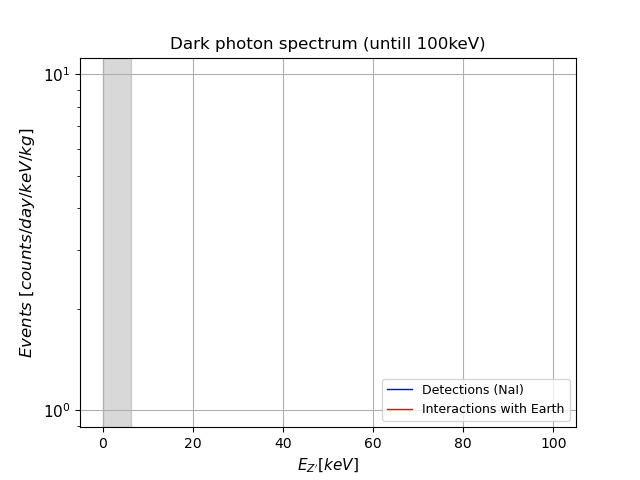 Dark photon spectrum (untill 100keV)
Events [counts/day/keV/kg]
10¹
10⁰
Detections (NaI)
Interactions with Earth
0 20 40 60 80 100
E_{Z'}[keV]